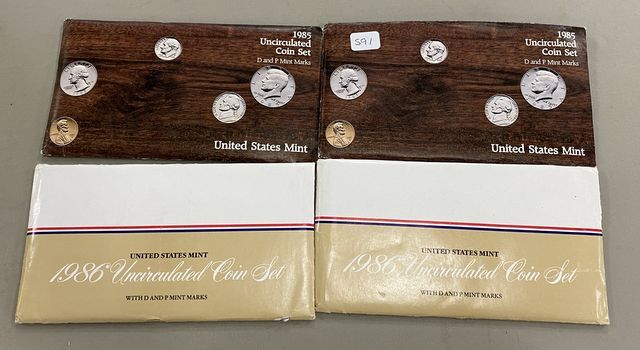 1985
Uncirculated
Coin Set
D and P Mint Marks
United States Mint
S91
1985
Uncirculated
Coin Set
D and P Mint Marks
United States Mint
UNITED STATES MINT
1986 Uncirculated Coin Set
WITH D AND P MINT MARKS
UNITED STATES MINT
1986 Uncirculated Coin Set
WITH D AND P MINT MARKS